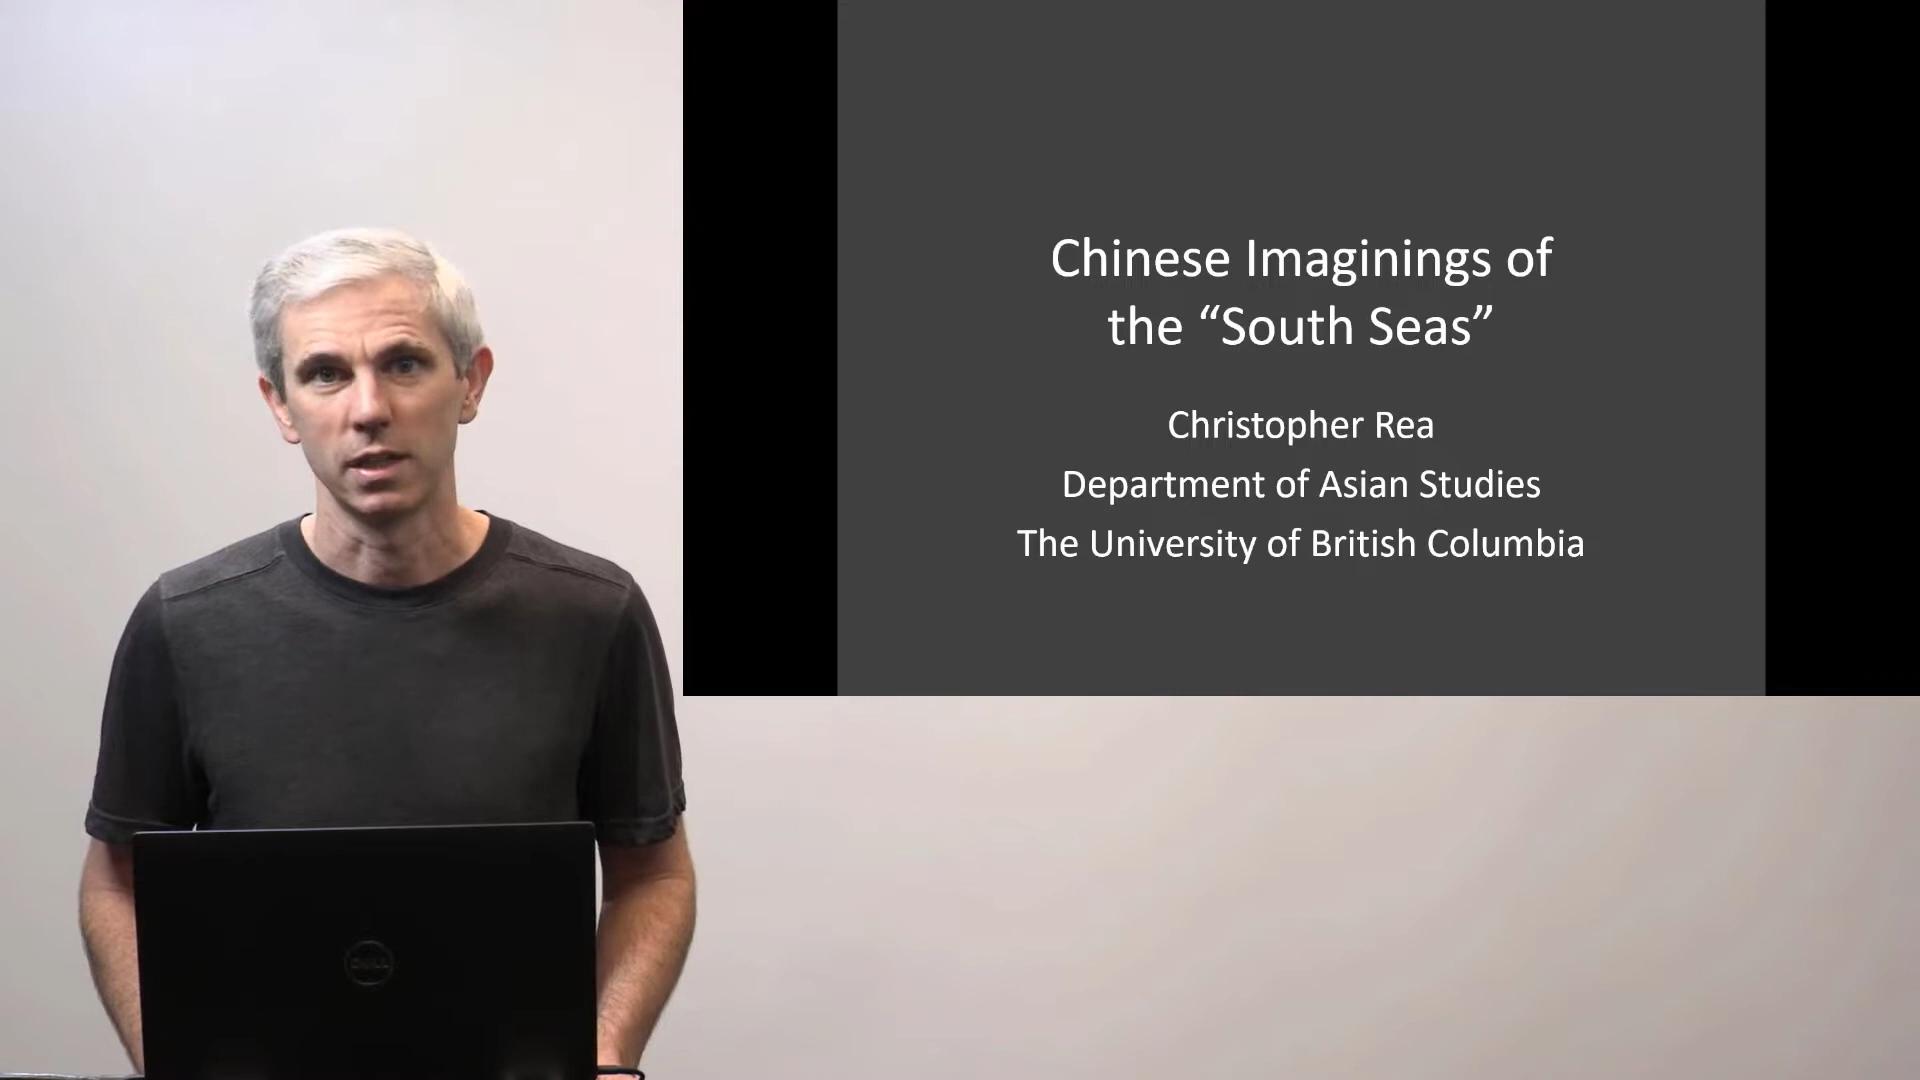 Chinese Imaginings of
the “South Seas”
Christopher Rea
Department of Asian Studies
The University of British Columbia
DELL